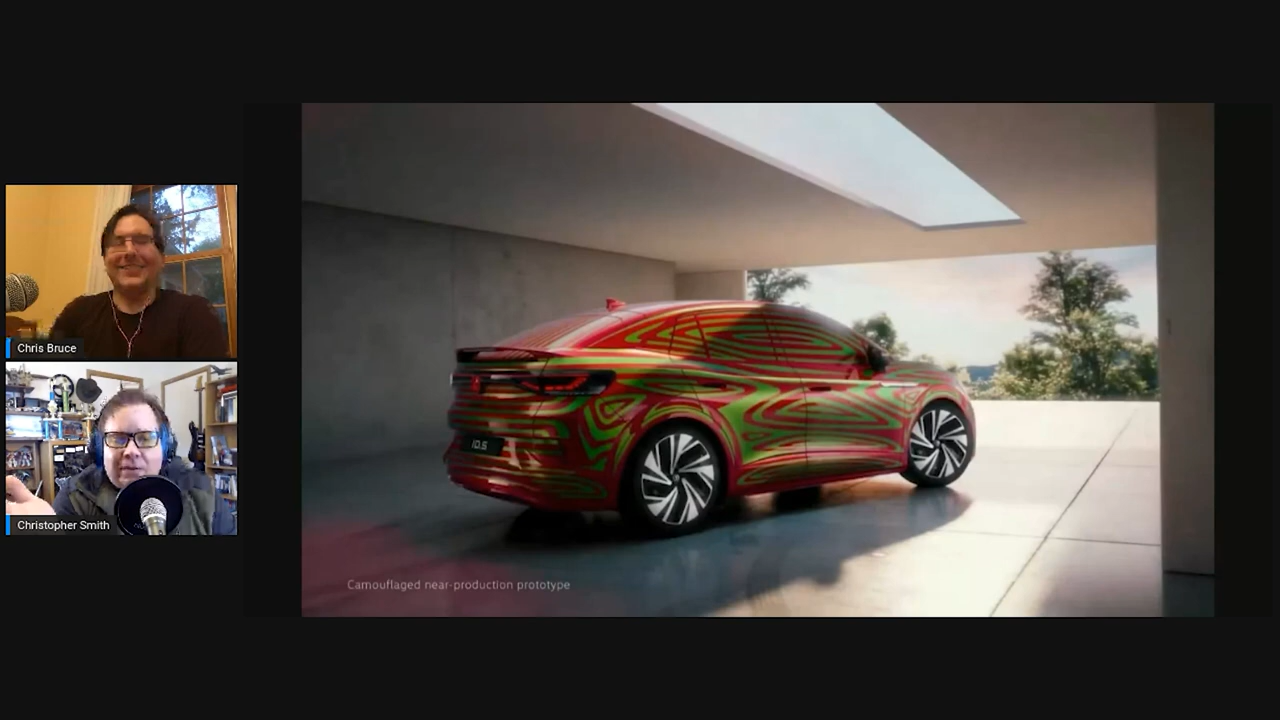 Chris Bruce
Christopher Smith
ID.5
Camouflaged near-production prototype